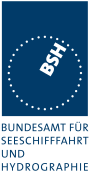 BSH
BUNDESAMT FÜR
SEESCHIFFFAHRT
UND
HYDROGRAPHIE